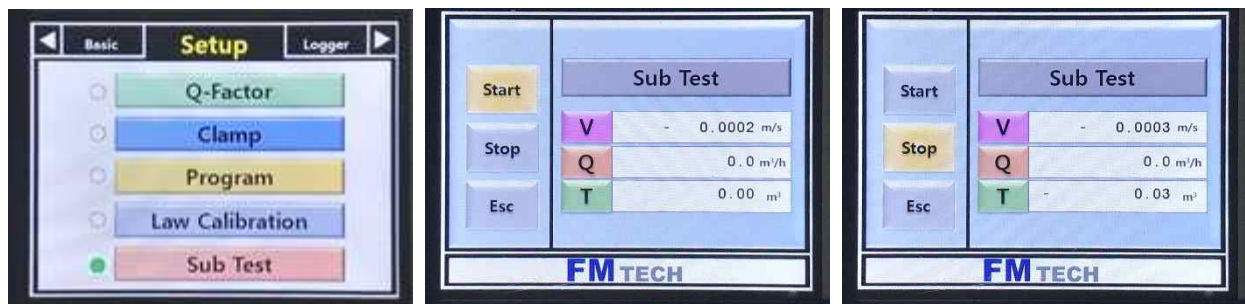 Basic Setup Logger
Q-Factor
Clamp
Program
Law Calibration
Sub Test
Sub Test
Start
V - 0.0002 m/s
Stop
Q 0.0 m³/h
T 0.00 m³
Esc
FM TECH
Sub Test
Start
V - 0.0003 m/s
Stop
Q 0.0 m³/h
T - 0.03 m³
Esc
FM TECH